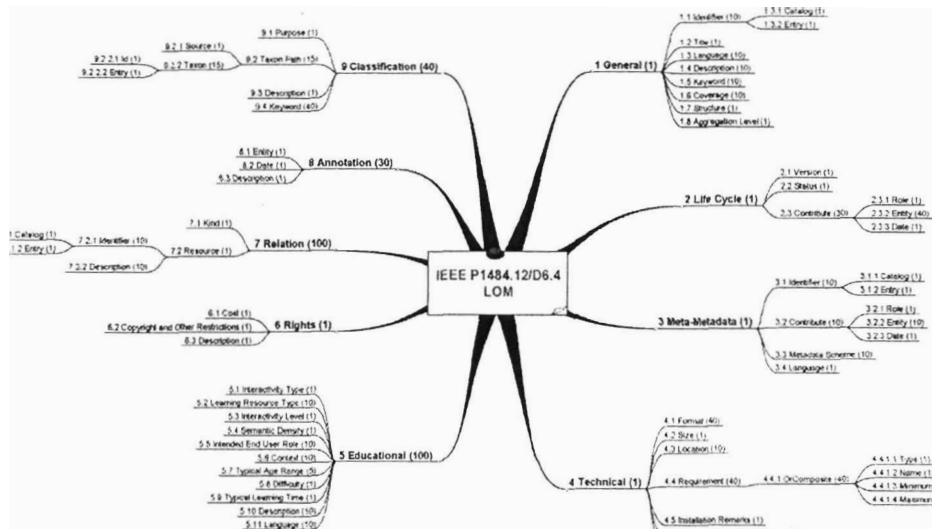 IEEE P1484.12/D6.4
LOM
1 General (1)
1.1 Identifier (10)
1.3.1 Catalog (1)
1.3.2 Entry (1)
1.2 Title (1)
1.3 Language (10)
1.4 Description (10)
1.5 Keyword (10)
1.6 Coverage (10)
1.7 Structure (1)
1.8 Aggregation Level (1)
2 Life Cycle (1)
2.1 Version (1)
2.2 Status (1)
2.3 Contribute (30)
2.3.1 Role (1)
2.3.2 Entity (40)
2.3.3 Date (1)
3 Meta-Metadata (1)
3.1 Identifier (10)
3.1.1 Catalog (1)
3.1.2 Entry (1)
3.2 Contribute (10)
3.2.1 Role (1)
3.2.2 Entity (10)
3.2.3 Date (1)
3.3 Metadata Scheme (10)
3.4 Language (1)
4 Technical (1)
4.1 Format (40)
4.2 Size (1)
4.3 Location (10)
4.4 Requirement (40)
4.4.1 OrComposite (40)
4.4.1.1 Type (1)
4.4.1.2 Name (1
4.4.1.3 Minimum
4.4.1.4 Maximum
4.5 Installation Remarks (1)
5 Educational (100)
5.1 Interactivity Type (1)
5.2 Learning Resource Type (10)
5.3 Interactivity Level (1)
5.4 Semantic Density (1)
5.5 Intended End User Role (10)
5.6 Context (10)
5.7 Typical Age Range (5)
5.8 Difficulty (1)
5.9 Typical Learning Time (1)
5.10 Description (10)
5.11 Language (10)
6 Rights (1)
6.1 Cost (1)
6.2 Copyright and Other Restrictions (1)
6.3 Description (1)
7 Relation (100)
7.1 Kind (1)
7.2 Resource (1)
7.2.1 Identifier (10)
1 Catalog (1)
1.2 Entry (1)
7.2.2 Description (10)
8 Annotation (30)
8.1 Entity (1)
8.2 Date (1)
8.3 Description (1)
9 Classification (40)
9.1 Purpose (1)
9.2 Taxon Path (15)
9.2.1 Source (1)
9.2.2 Taxon (15)
9.2.2.1 Id (1)
9.2.2.2 Entry (1)
9.3 Description (1)
9.4 Keyword (40)